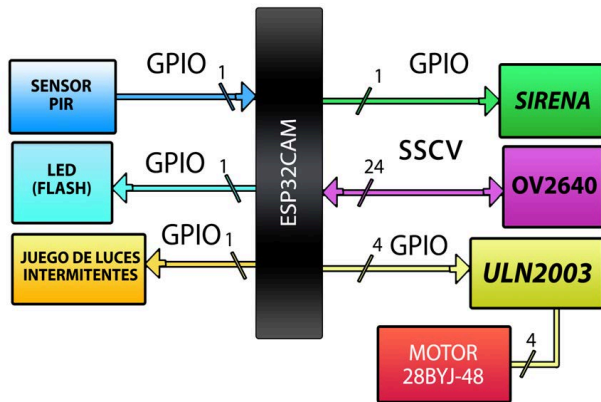 GPIO
1
SENSOR
PIR
GPIO
1
LED
(FLASH)
GPIO
1
JUEGO DE LUCES
INTERMITENTES
ESP32CAM
GPIO
1
SIRENA
SSCV
24
OV2640
4
GPIO
ULN2003
4
MOTOR
28BYJ-48